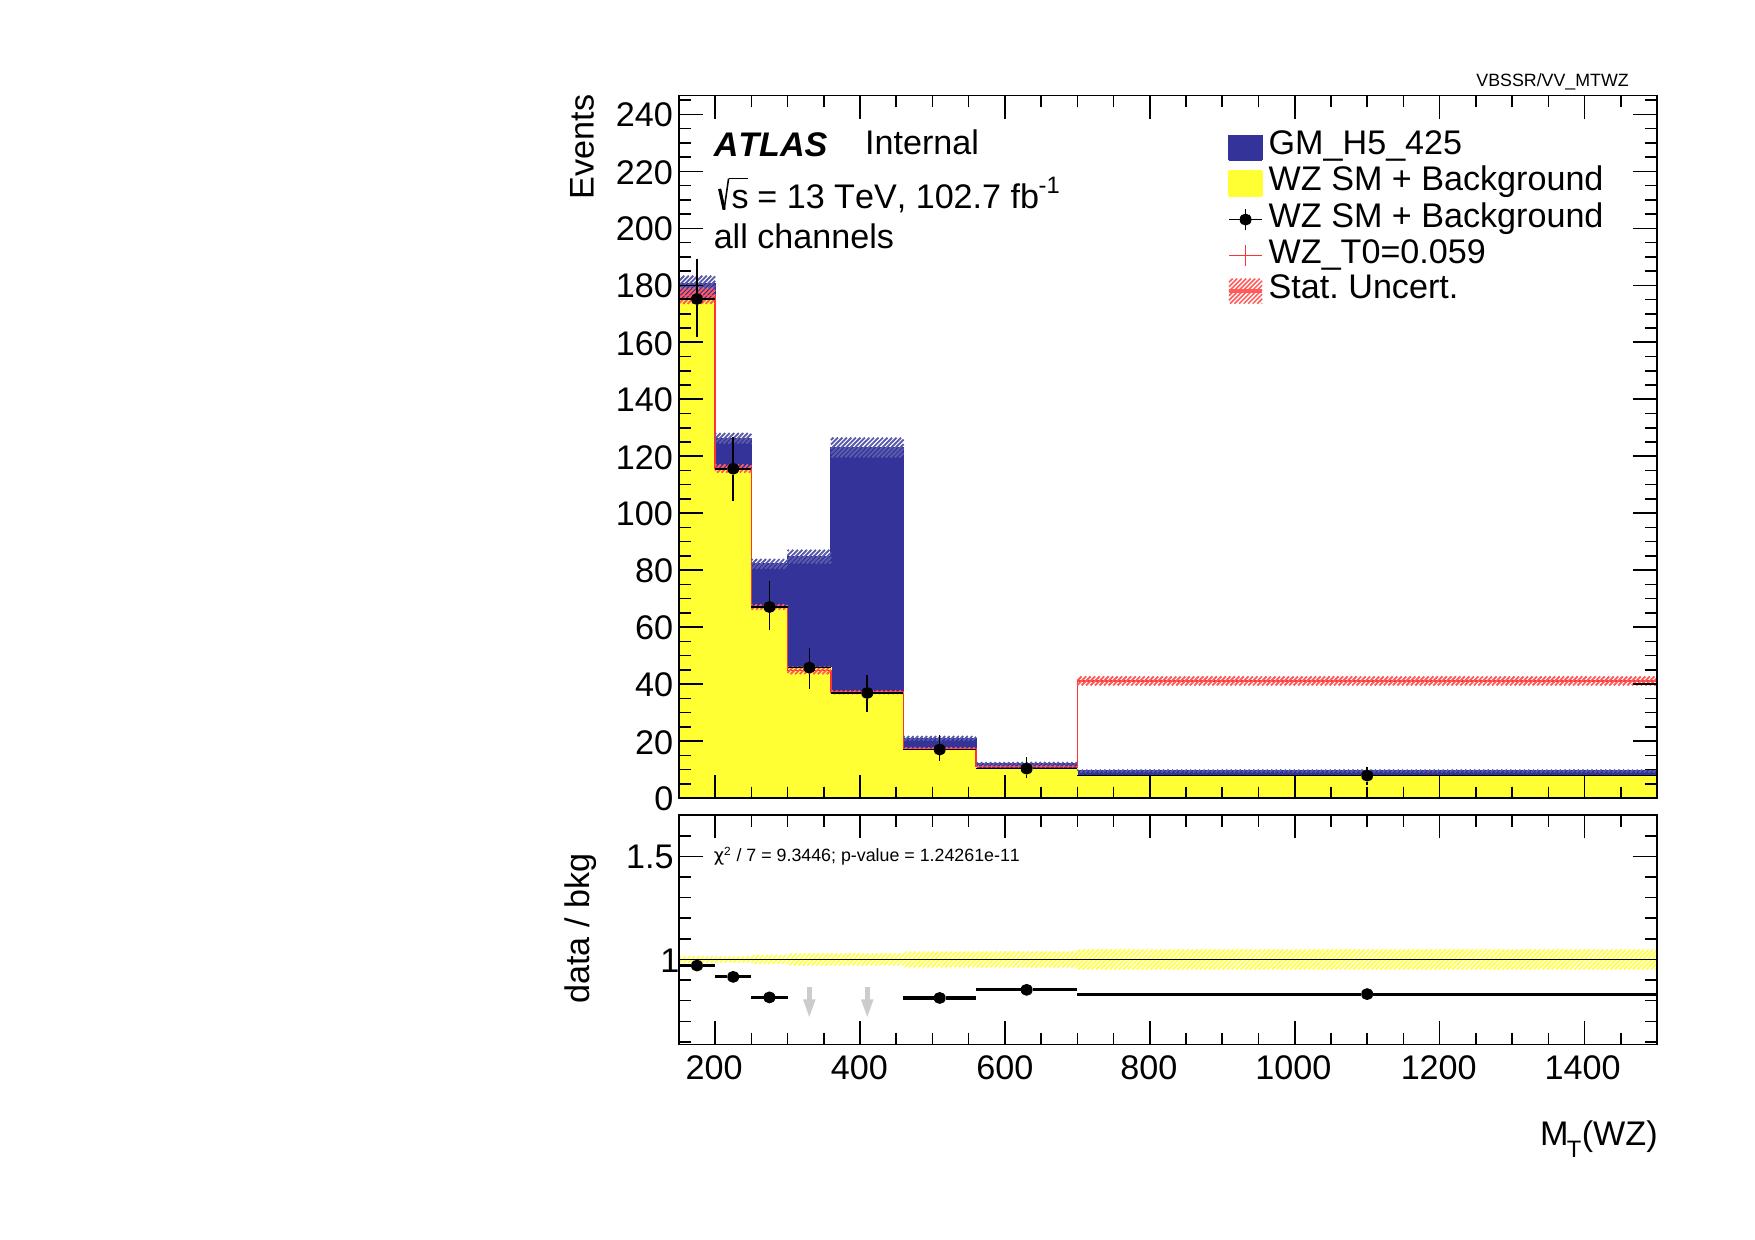 VBSSR/VV_MTWZ
Events
240
220
200
180
160
140
120
100
80
60
40
20
0
ATLAS Internal
√s = 13 TeV, 102.7 fb-1
all channels
GM_H5_425
WZ SM + Background
WZ SM + Background
WZ_T0=0.059
Stat. Uncert.
data / bkg
1.5
1
χ2 / 7 = 9.3446; p-value = 1.24261e-11
200 400 600 800 1000 1200 1400
MT(WZ)